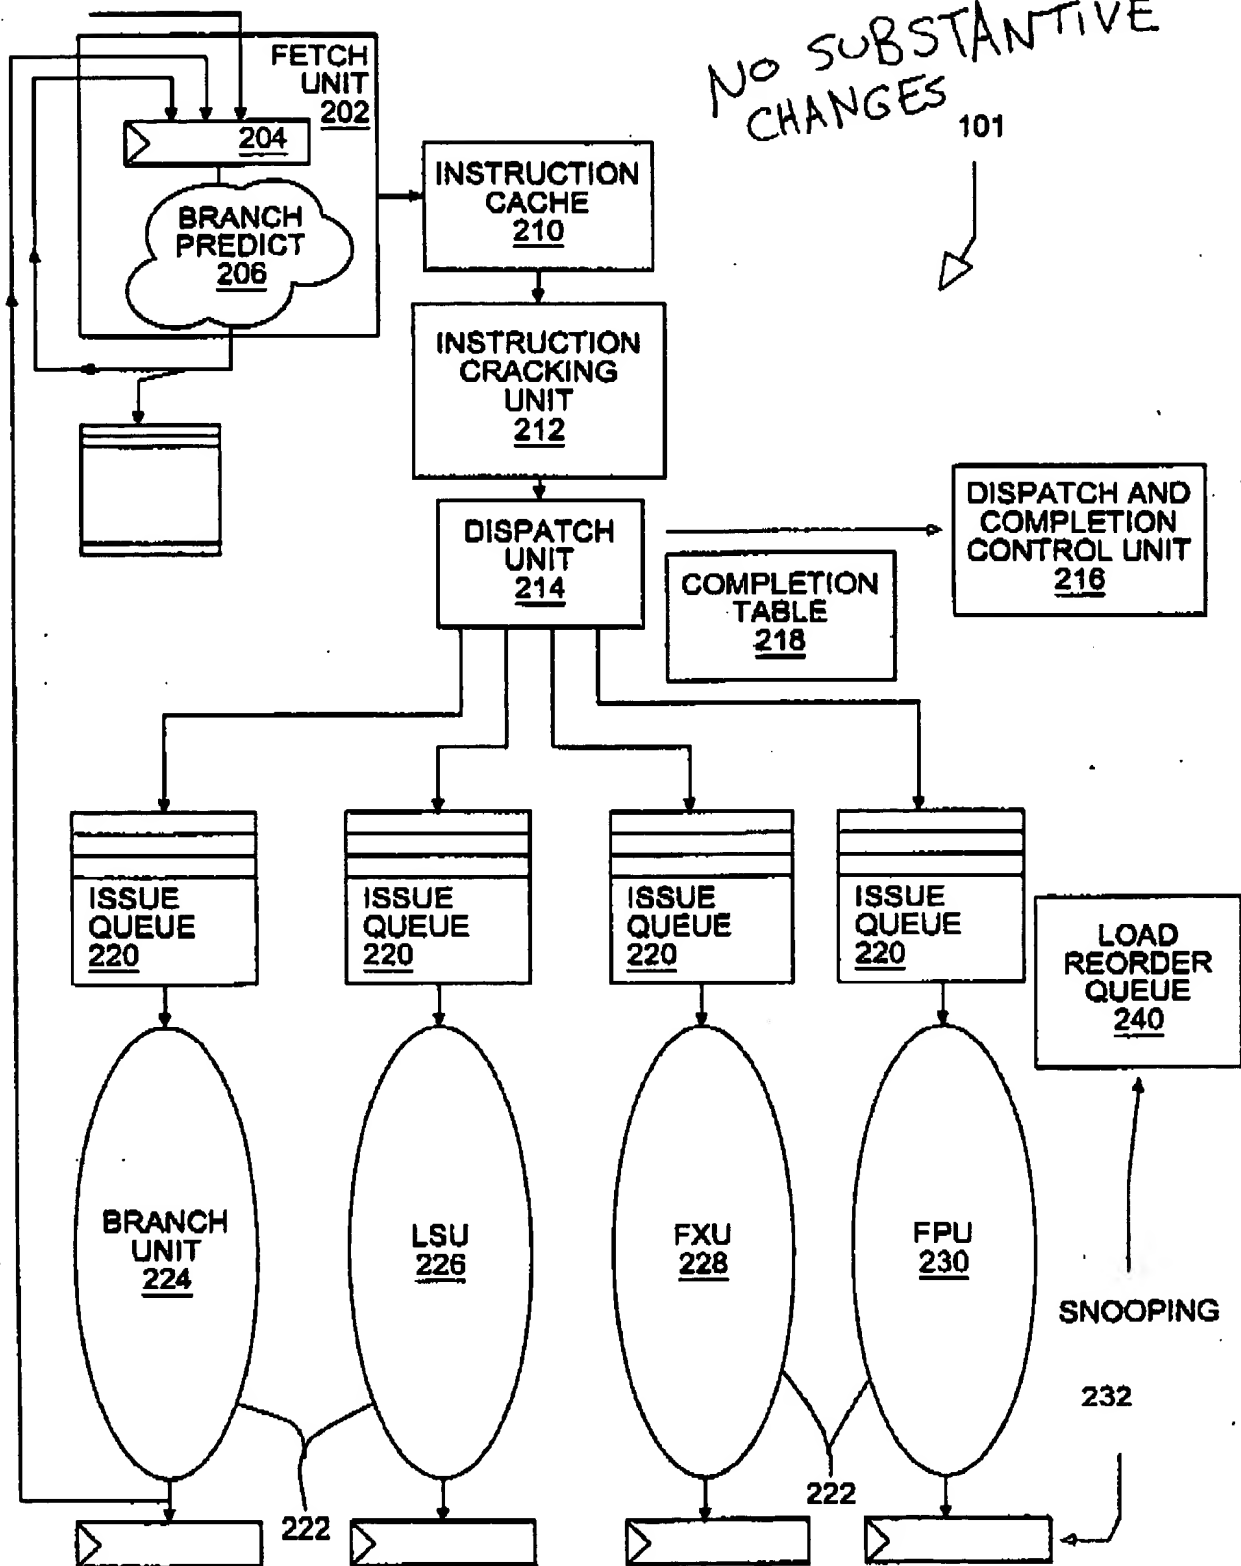 NO SUBSTANTIVE
CHANGES
101
FETCH
UNIT
202
204
BRANCH
PREDICT
206
INSTRUCTION
CACHE
210
INSTRUCTION
CRACKING
UNIT
212
DISPATCH
UNIT
214
DISPATCH AND
COMPLETION
CONTROL UNIT
216
COMPLETION
TABLE
218
ISSUE
QUEUE
220
ISSUE
QUEUE
220
ISSUE
QUEUE
220
ISSUE
QUEUE
220
LOAD
REORDER
QUEUE
240
BRANCH
UNIT
224
LSU
226
FXU
228
FPU
230
SNOOPING
232
222
222